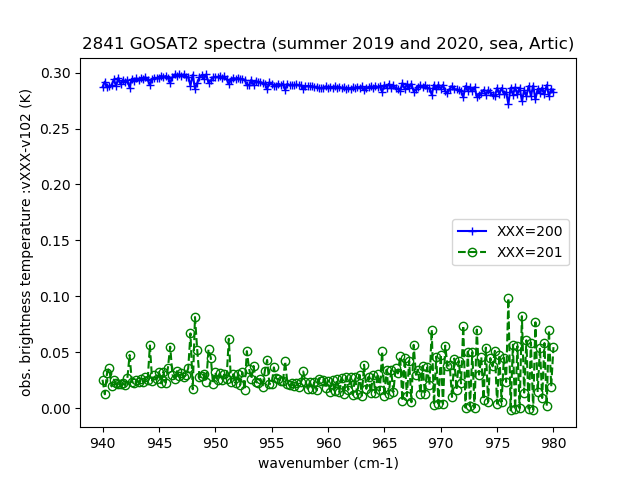 2841 GOSAT2 spectra (summer 2019 and 2020, sea, Artic)
obs. brightness temperature :vXXX-v102 (K)
0.30
0.25
0.20
0.15
0.10
0.05
0.00
XXX=200
XXX=201
940 945 950 955 960 965 970 975 980
wavenumber (cm-1)